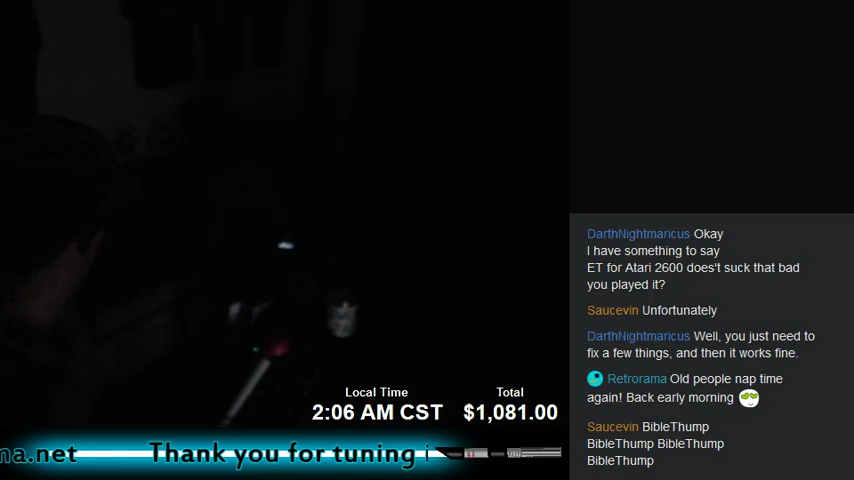 DarthNightmaricus Okay
I have something to say
ET for Atari 2600 does't suck that bad
you played it?
Saucevin Unfortunately
DarthNightmaricus Well, you just need to
fix a few things, and then it works fine.
Retrorama Old people nap time
again! Back early morning
Saucevin BibleThump
BibleThump BibleThump
BibleThump
Local Time
2:06 AM CST
Total
$1,081.00
na.net Thank you for tuning i